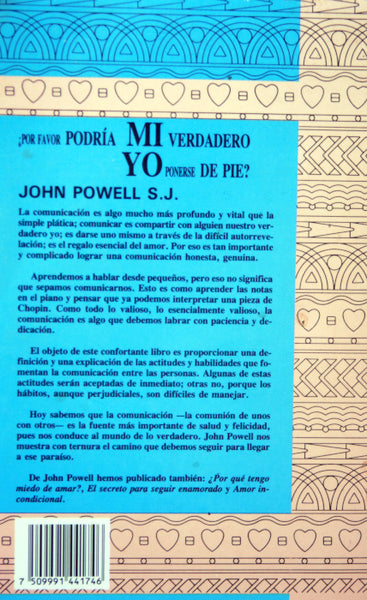 ¿POR FAVOR PODRÍA MI VERDADERO
YO PONERSE DE PIE?
JOHN POWELL S.J.
La comunicación es algo mucho más profundo y vital que la
simple plática; comunicar es compartir con alguien nuestro ver-
dadero yo; es darse uno mismo a través de la difícil autorreve-
lación; es el regalo esencial del amor. Por eso es tan importante
y complicado lograr una comunicación honesta, genuina.
Aprendemos a hablar desde pequeños, pero eso no significa
que sepamos comunicarnos. Esto es como aprender las notas
en el piano y pensar que ya podemos interpretar una pieza de
Chopin. Como todo lo valioso, lo esencialmente valioso, la
comunicación es algo que debemos labrar con paciencia y de-
dicación.
El objeto de este confortante libro es proporcionar una de-
finición y una explicación de las actitudes y habilidades que fo-
mentan la comunicación entre las personas. Algunas de estas
actitudes serán aceptadas de inmediato; otras no, porque los
hábitos, aunque perjudiciales, son difíciles de manejar.
Hoy sabemos que la comunicación —la comunión de unos
con otros— es la fuente más importante de salud y felicidad,
pues nos conduce al mundo de lo verdadero. John Powell nos
muestra con ternura el camino que debemos seguir para llegar
a ese paraíso.
De John Powell hemos publicado también: ¿Por qué tengo
miedo de amar?, El secreto para seguir enamorado y Amor in-
condicional.
7 509991 441746